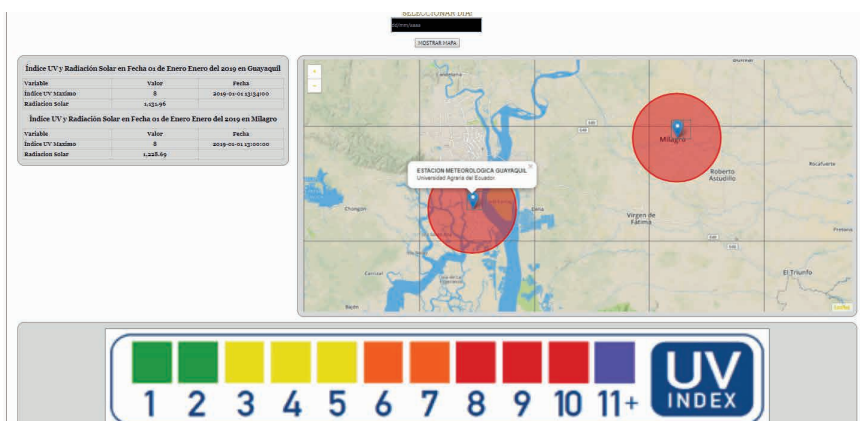 SELECCIONAR DIA:
dd/mm/aaaa
MOSTRAR MAPA
Índice UV y Radiación Solar en Fecha 01 de Enero Enero del 2019 en Guayaquil
Variable Valor Fecha
Índice UV Maximo 8 2019-01-01 13:34:00
Radiacion Solar 1,131.96
Índice UV y Radiación Solar en Fecha 01 de Enero Enero del 2019 en Milagro
Variable Valor Fecha
Índice UV Maximo 8 2019-01-01 13:00:00
Radiacion Solar 1,228.69
+
-
Milagro
Roberto
Astudillo
Rocafuerte
ESTACION METEOROLOGICA GUAYAQUIL
Universidad Agraria del Ecuador
Chongón
Virgen de
Fátima
El Triunfo
1 2 3 4 5 6 7 8 9 10 11+
UV
INDEX